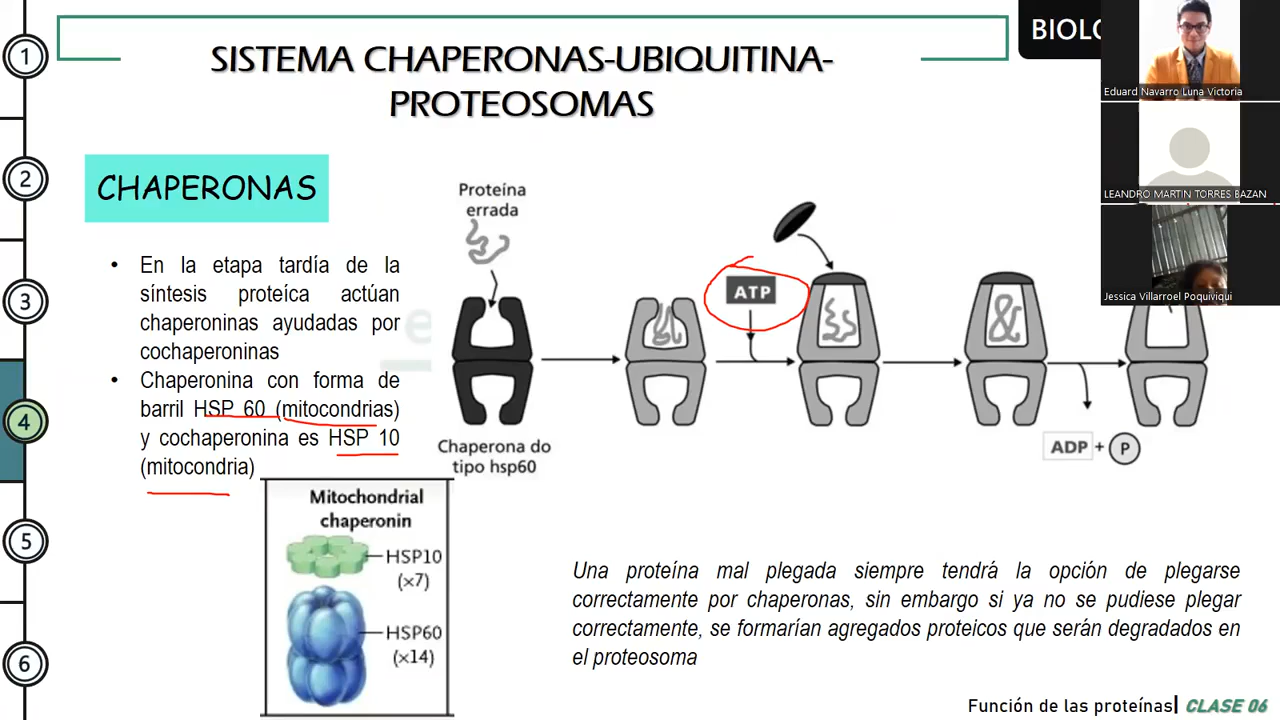 1
2
3
4
5
6
SISTEMA CHAPERONAS-UBIQUITINA-
PROTEOSOMAS
BIOLO
Eduard Navarro Luna Victoria
LEANDRO MARTIN TORRES BAZAN
Jessica Villarroel Poquiviqui
CHAPERONAS
• En la etapa tardía de la
síntesis proteíca actúan
chaperoninas ayudadas por
cochaperoninas
• Chaperonina con forma de
barril HSP 60 (mitocondrias)
y cochaperonina es HSP 10
(mitocondria)
Proteína
errada
Chaperona do
tipo hsp60
ATP
ADP + P
Mitochondrial
chaperonin
HSP10
(×7)
HSP60
(×14)
Una proteína mal plegada siempre tendrá la opción de plegarse
correctamente por chaperonas, sin embargo si ya no se pudiese plegar
correctamente, se formarían agregados proteicos que serán degradados en
el proteosoma
Función de las proteínas| CLASE 06